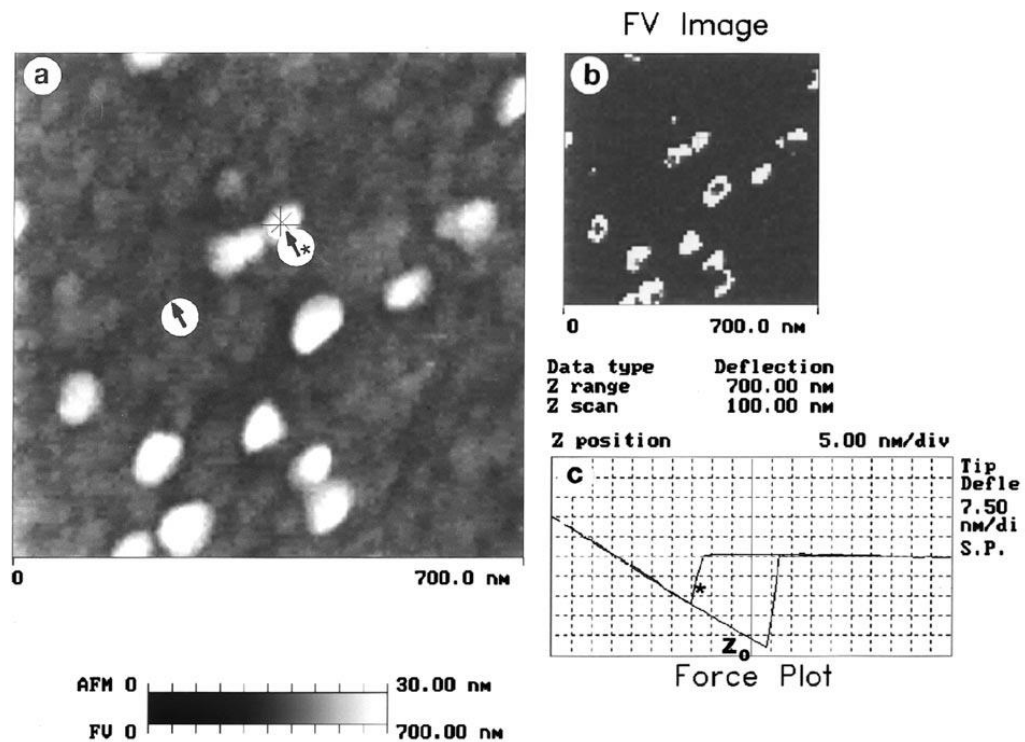 FV Image
a
b
*
0 700.0 nM
0 700.0 nM
Data type Deflection
Z range 700.00 nM
Z scan 100.00 nM
Z position 5.00 nM/div
c
Tip
Defle
7.50
nM/di
S.P.
*
Z₀
Force Plot
AFM 0 30.00 nM
FV 0 700.00 nM